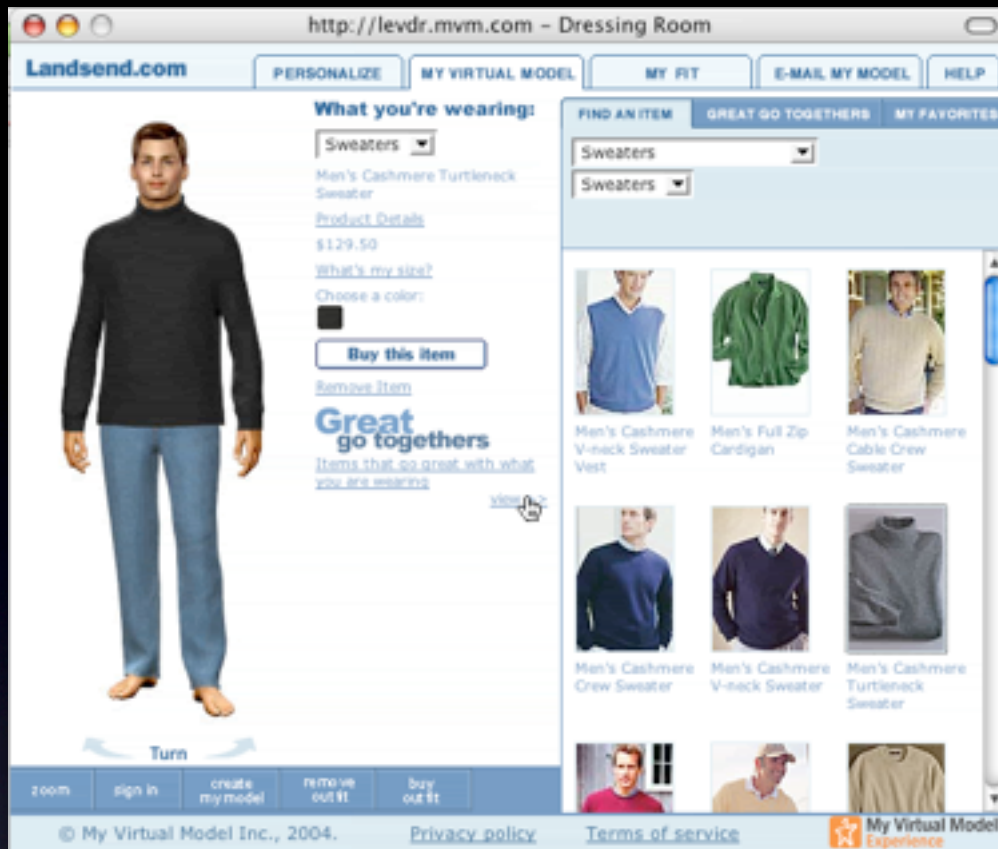 http://levdr.mvm.com – Dressing Room
Landsend.com
PERSONALIZE
MY VIRTUAL MODEL
MY FIT
E-MAIL MY MODEL
HELP
What you're wearing:
Sweaters
Men's Cashmere Turtleneck
Sweater
Product Details
$129.50
What's my size?
Choose a color:
Buy this item
Remove Item
Great
go togethers
Items that go great with what
you are wearing
view
FIND AN ITEM
GREAT GO TOGETHERS
MY FAVORITES
Sweaters
Sweaters
Men's Cashmere
V-neck Sweater
Vest
Men's Full Zip
Cardigan
Men's Cashmere
Cable Crew
Sweater
Men's Cashmere
Crew Sweater
Men's Cashmere
V-neck Sweater
Men's Cashmere
Turtleneck
Sweater
Turn
zoom
sign in
create
my model
remove
outfit
buy
outfit
© My Virtual Model Inc., 2004.
Privacy policy
Terms of service
My Virtual Model
Experience